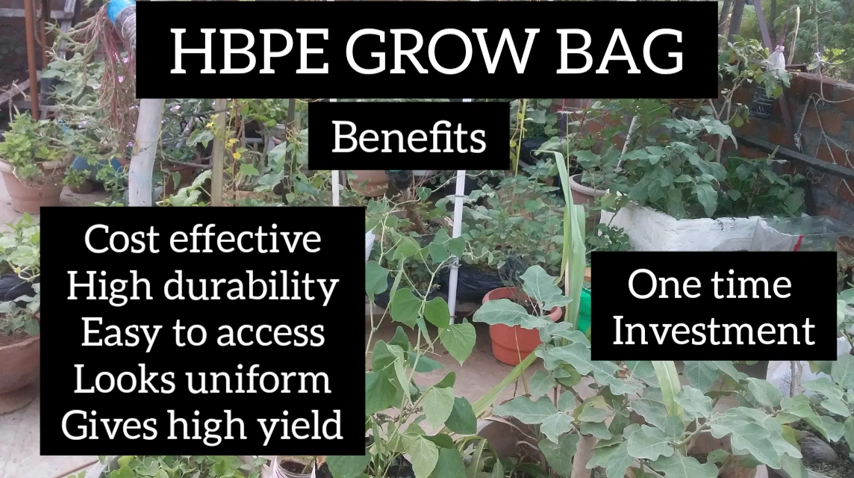 HBPE GROW BAG
Benefits
Cost effective
High durability
Easy to access
Looks uniform
Gives high yield
One time
Investment